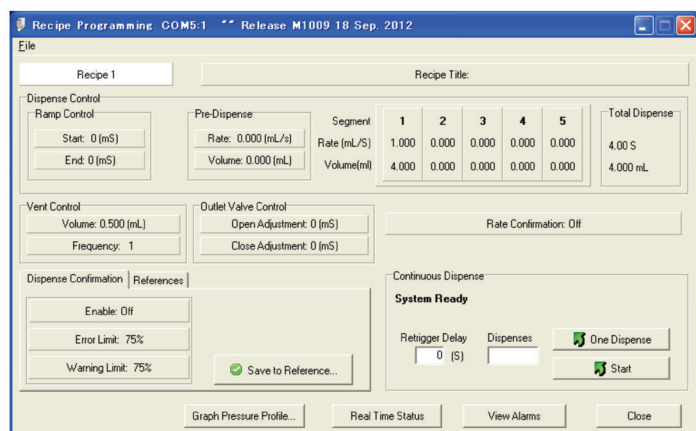 Recipe Programming COM5:1 ** Release M1009 18 Sep. 2012
File
Recipe 1
Recipe Title:
Dispense Control
Ramp Control
Start: 0 (mS)
End: 0 (mS)
Pre-Dispense
Rate: 0.000 (mL/s)
Volume: 0.000 (mL)
Segment 1 2 3 4 5
Rate (mL/S) 1.000 0.000 0.000 0.000 0.000
Volume(ml) 4.000 0.000 0.000 0.000 0.000
Total Dispense
4.00 S
4.000 mL
Vent Control
Volume: 0.500 (mL)
Frequency: 1
Outlet Valve Control
Open Adjustment: 0 (mS)
Close Adjustment: 0 (mS)
Rate Confirmation: Off
Dispense Confirmation References
Enable: Off
Error Limit: 75%
Warning Limit: 75%
Save to Reference...
Continuous Dispense
System Ready
Retrigger Delay Dispenses
0 (S)
One Dispense
Start
Graph Pressure Profile... Real Time Status View Alarms Close